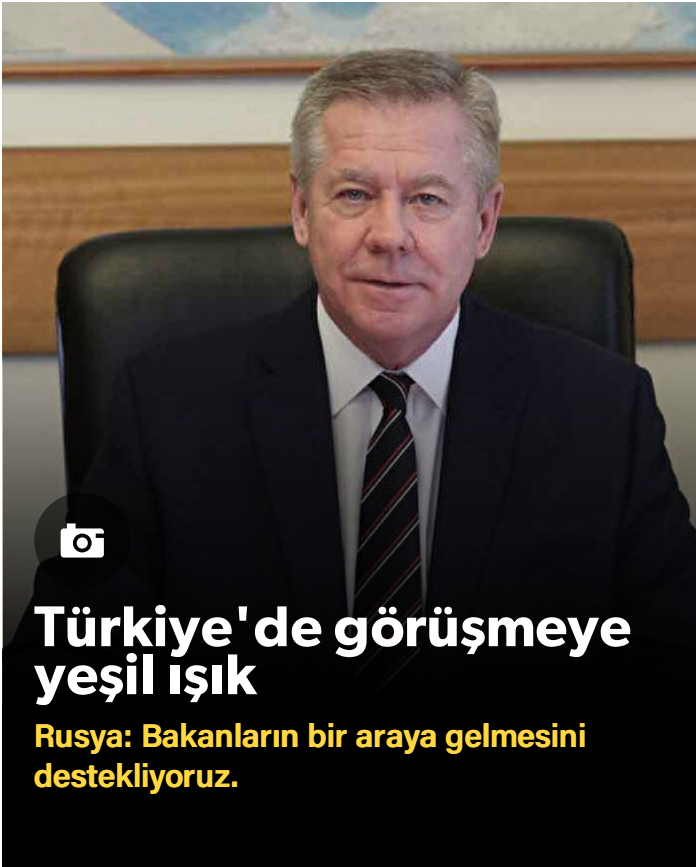 Türkiye'de görüşmeye
yeşil ışık
Rusya: Bakanların bir araya gelmesini
destekliyoruz.